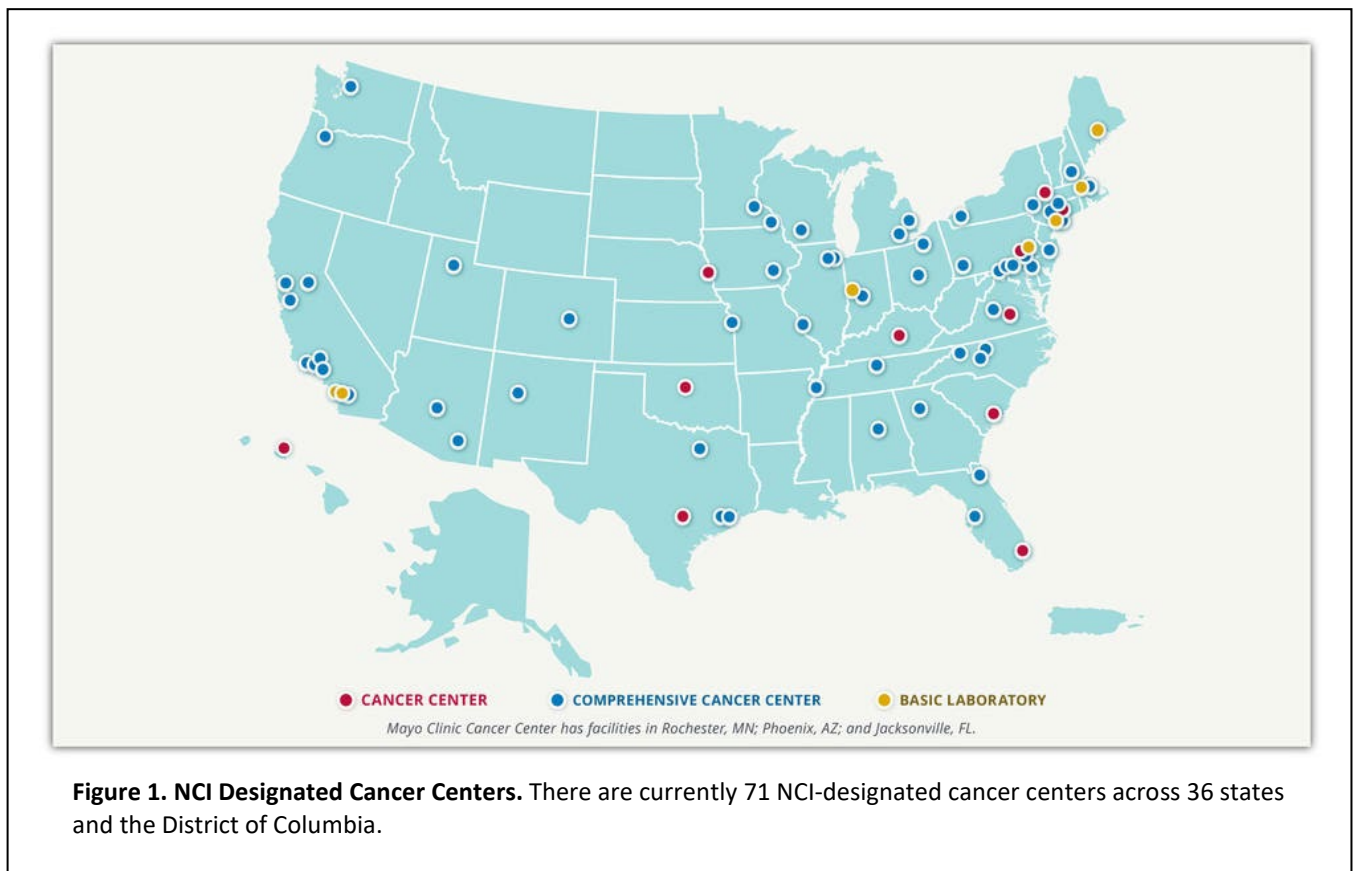 CANCER CENTER
COMPREHENSIVE CANCER CENTER
BASIC LABORATORY
Mayo Clinic Cancer Center has facilities in Rochester, MN; Phoenix, AZ; and Jacksonville, FL.
Figure 1. NCI Designated Cancer Centers. There are currently 71 NCI-designated cancer centers across 36 states
and the District of Columbia.